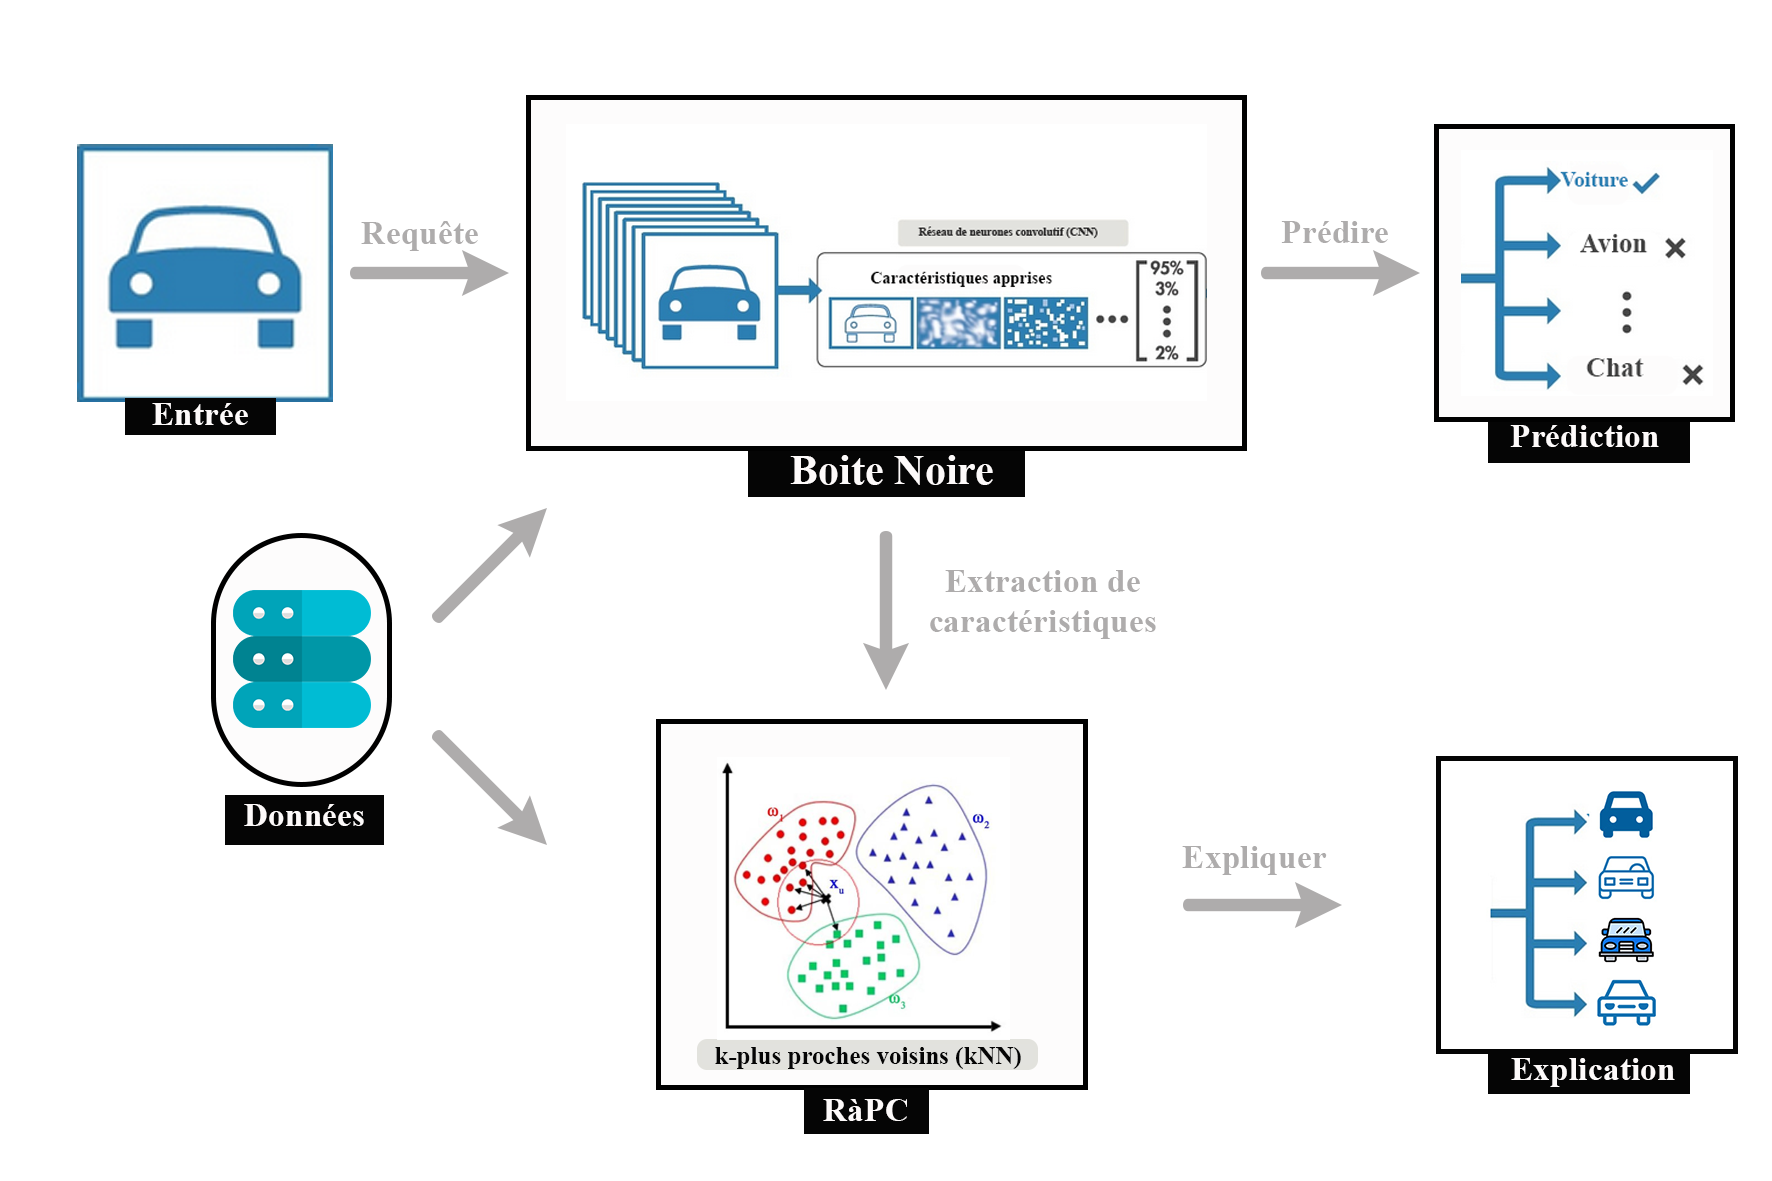 Requête
Entrée
Réseau de neurones convolutif (CNN)
Caractéristiques apprises
95%
3%
2%
Boite Noire
Prédire
Voiture
Avion
Chat
Prédiction
Données
Extraction de
caractéristiques
ω1
ω2
xu
ω3
k-plus proches voisins (kNN)
RàPC
Expliquer
Explication